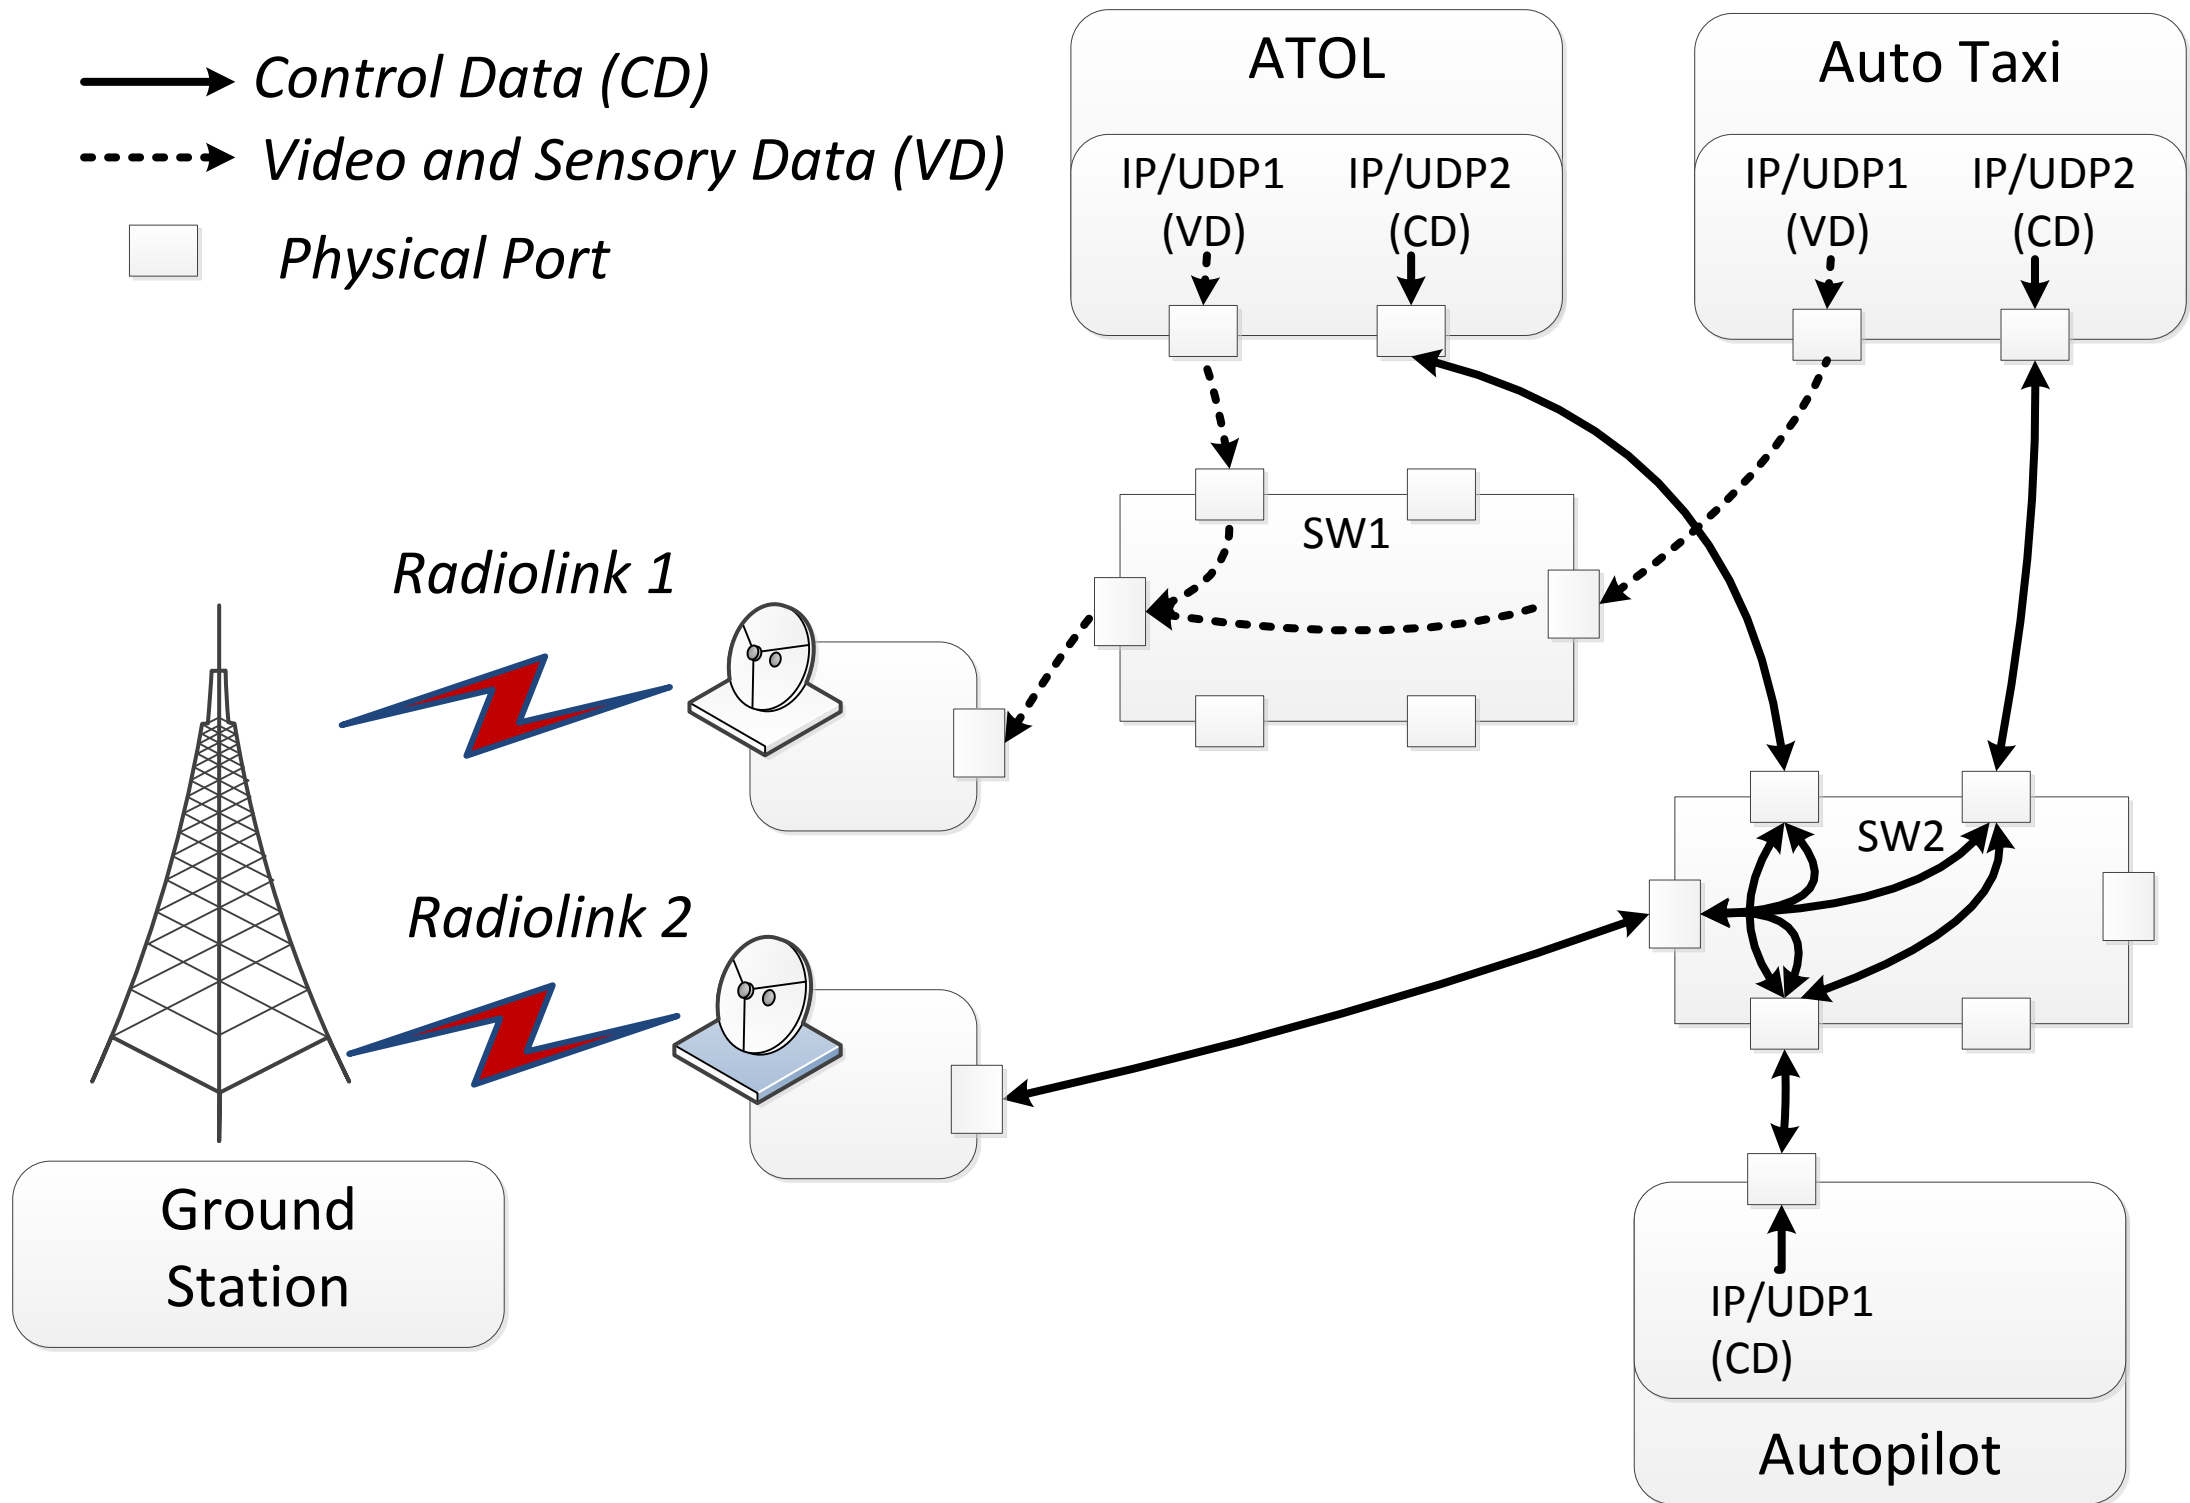 Control Data (CD)
Video and Sensory Data (VD)
Physical Port
ATOL
IP/UDP1
(VD)
IP/UDP2
(CD)
Auto Taxi
IP/UDP1
(VD)
IP/UDP2
(CD)
SW1
Radiolink 1
SW2
Radiolink 2
Ground
Station
IP/UDP1
(CD)
Autopilot